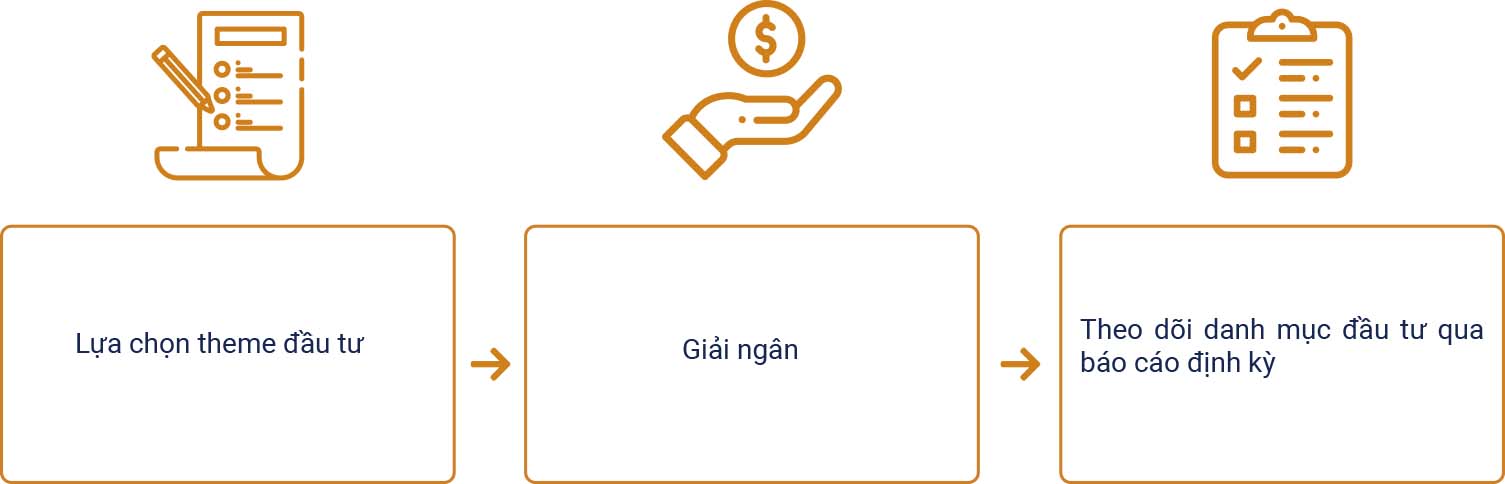 Lựa chọn theme đầu tư
Giải ngân
Theo dõi danh mục đầu tư qua
báo cáo định kỳ